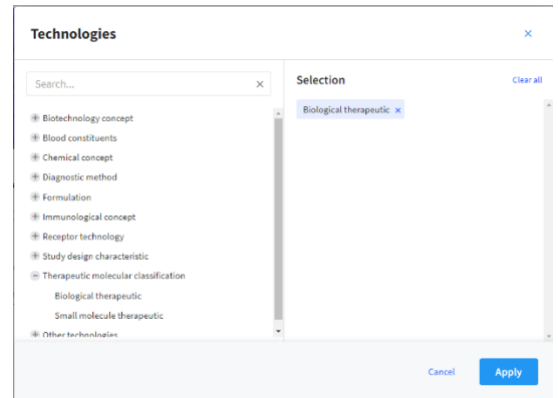 Technologies
Search...
Biotechnology concept
Blood constituents
Chemical concept
Diagnostic method
Formulation
Immunological concept
Receptor technology
Study design characteristic
Therapeutic molecular classification
Biological therapeutic
Small molecule therapeutic
Other technologies
Selection
Clear all
Biological therapeutic
Cancel
Apply